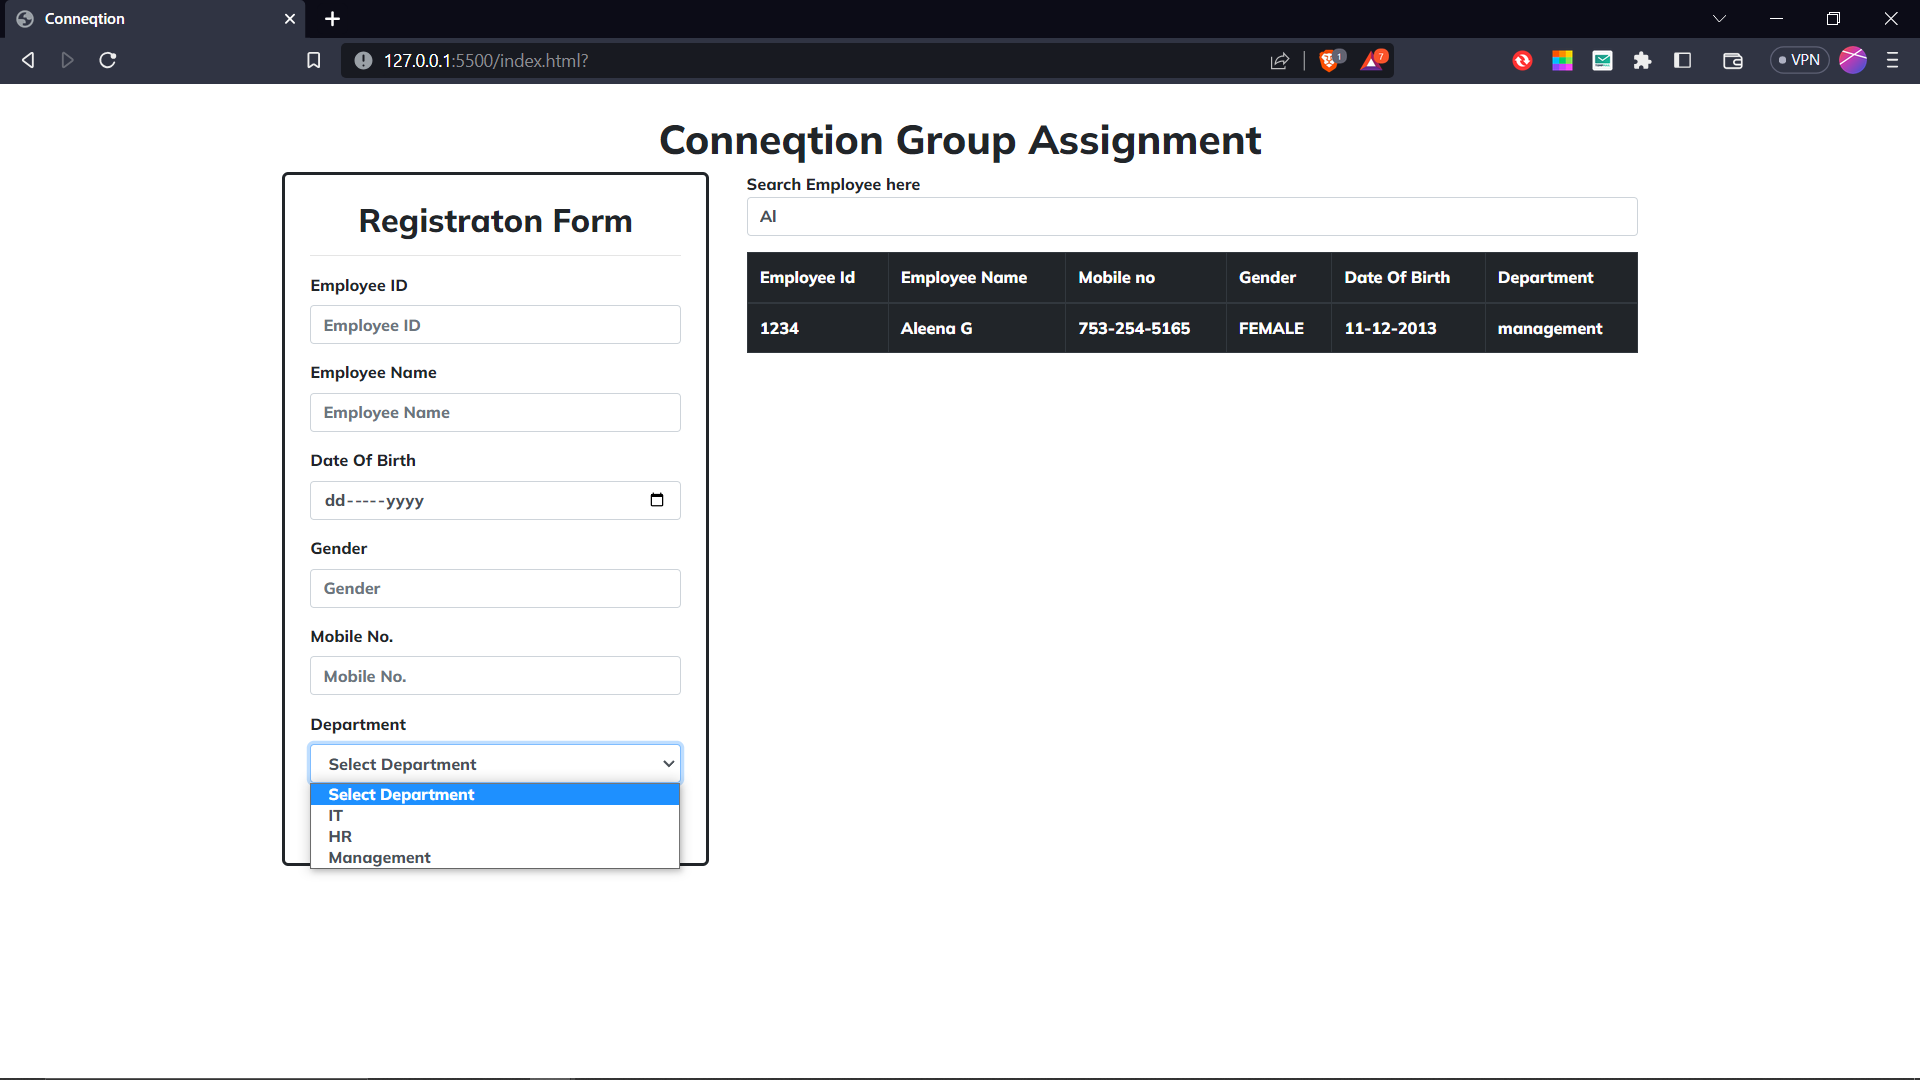 Conneqtion
127.0.0.1:5500/index.html?
1
7
VPN
Conneqtion Group Assignment
Registraton Form
Employee ID
Employee ID
Employee Name
Employee Name
Date Of Birth
dd-----yyyy
Gender
Gender
Mobile No.
Mobile No.
Department
Select Department
Select Department
IT
HR
Management
Search Employee here
Al
Employee Id Employee Name Mobile no Gender Date Of Birth Department
1234 Aleena G 753-254-5165 FEMALE 11-12-2013 management